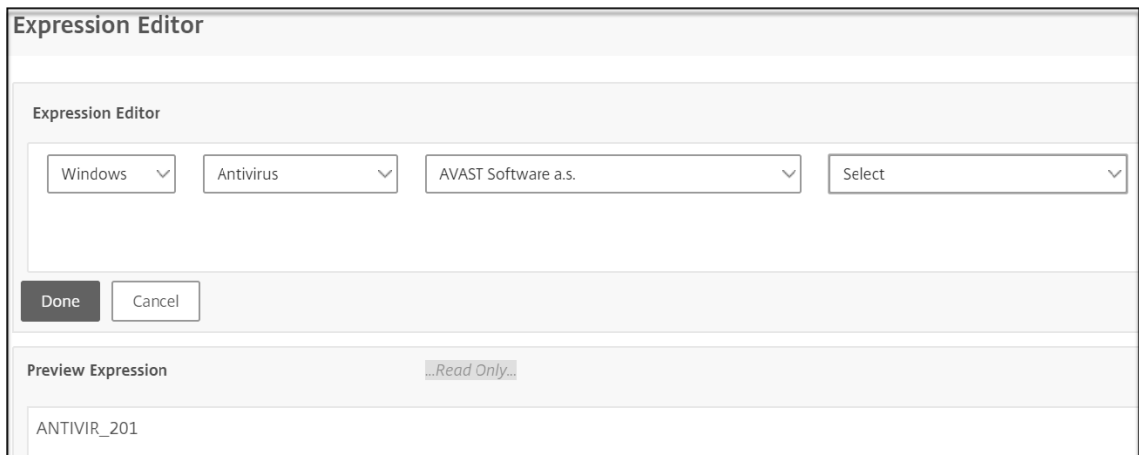 Expression Editor
Expression Editor
Windows Antivirus AVAST Software a.s. Select
Done Cancel
Preview Expression ...Read Only...
ANTIVIR_201